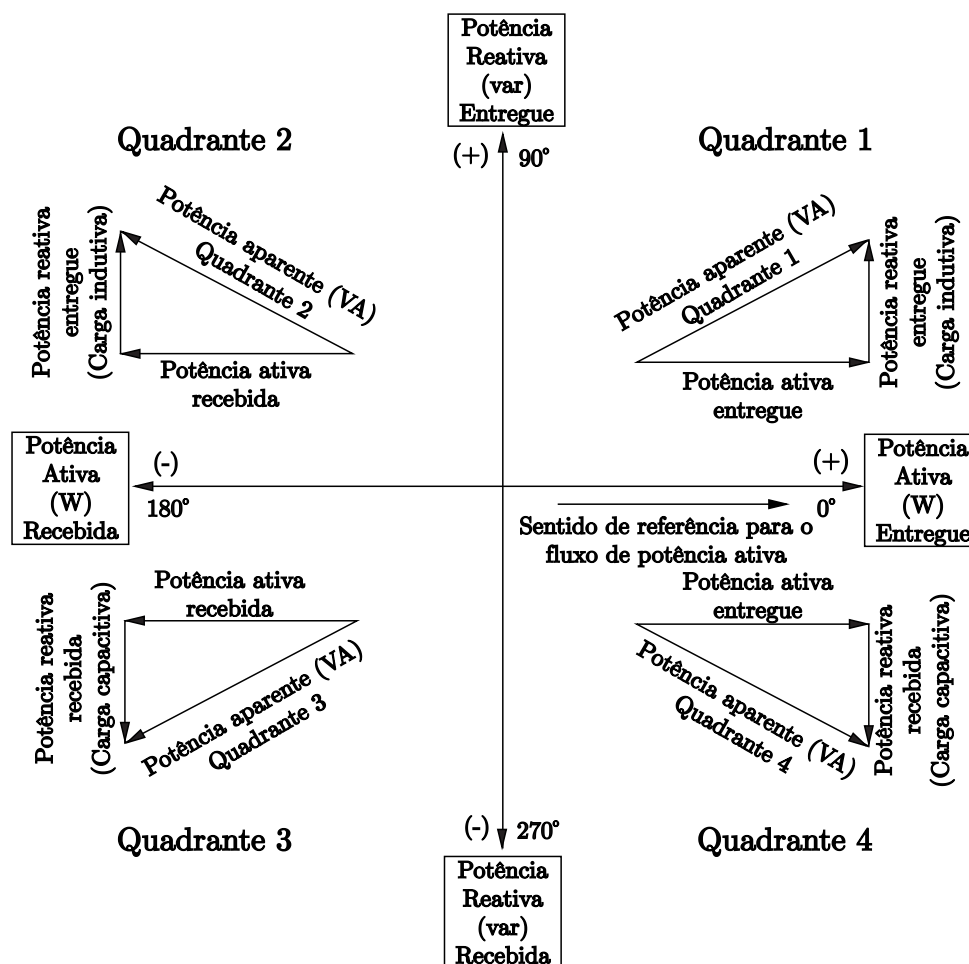 Potência
Reativa
(var)
Entregue
Quadrante 2
Quadrante 1
(+)
90º
Potência reativa
entregue
(Carga indutiva)
Potência aparente (VA)
Quadrante 2
Potência ativa
recebida
Potência aparente (VA)
Quadrante 1
Potência reativa
entregue
(Carga indutiva)
Potência ativa
entregue
Potência
Ativa
(W)
Recebida
(-)
180º
(+)
0º
Potência
Ativa
(W)
Entregue
Sentido de referência para o
fluxo de potência ativa
Potência ativa
recebida
Potência reativa
recebida
(Carga capacitiva)
Potência aparente (VA)
Quadrante 3
Potência ativa
entregue
Potência aparente (VA)
Quadrante 4
Potência reativa
recebida
(Carga capacitiva)
(-)
270º
Quadrante 3
Quadrante 4
Potência
Reativa
(var)
Recebida